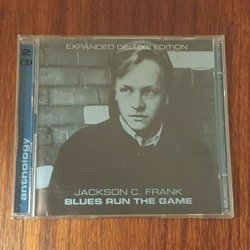 EXPANDED DELUXE EDITION
JACKSON C. FRANK
BLUES RUN THE GAME
anthology